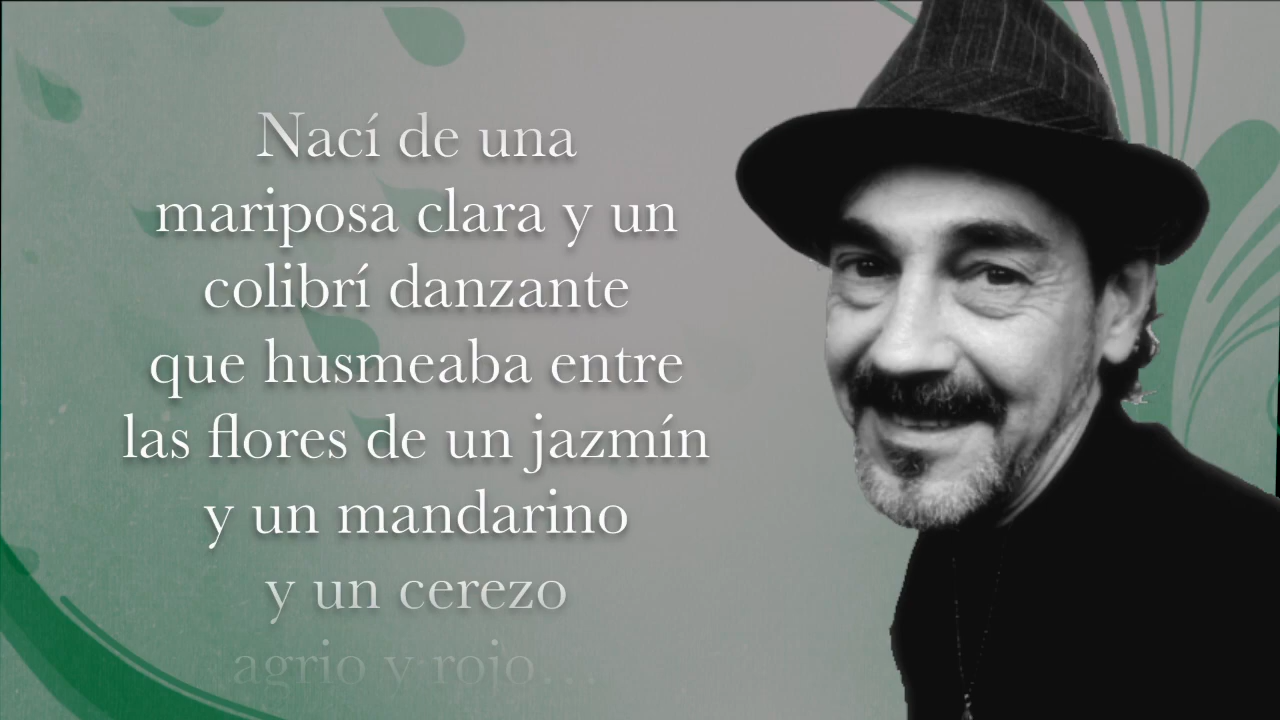 Nací de una
mariposa clara y un
colibrí danzante
que husmeaba entre
las flores de un jazmín
y un mandarino
y un cerezo
agrio y rojo...